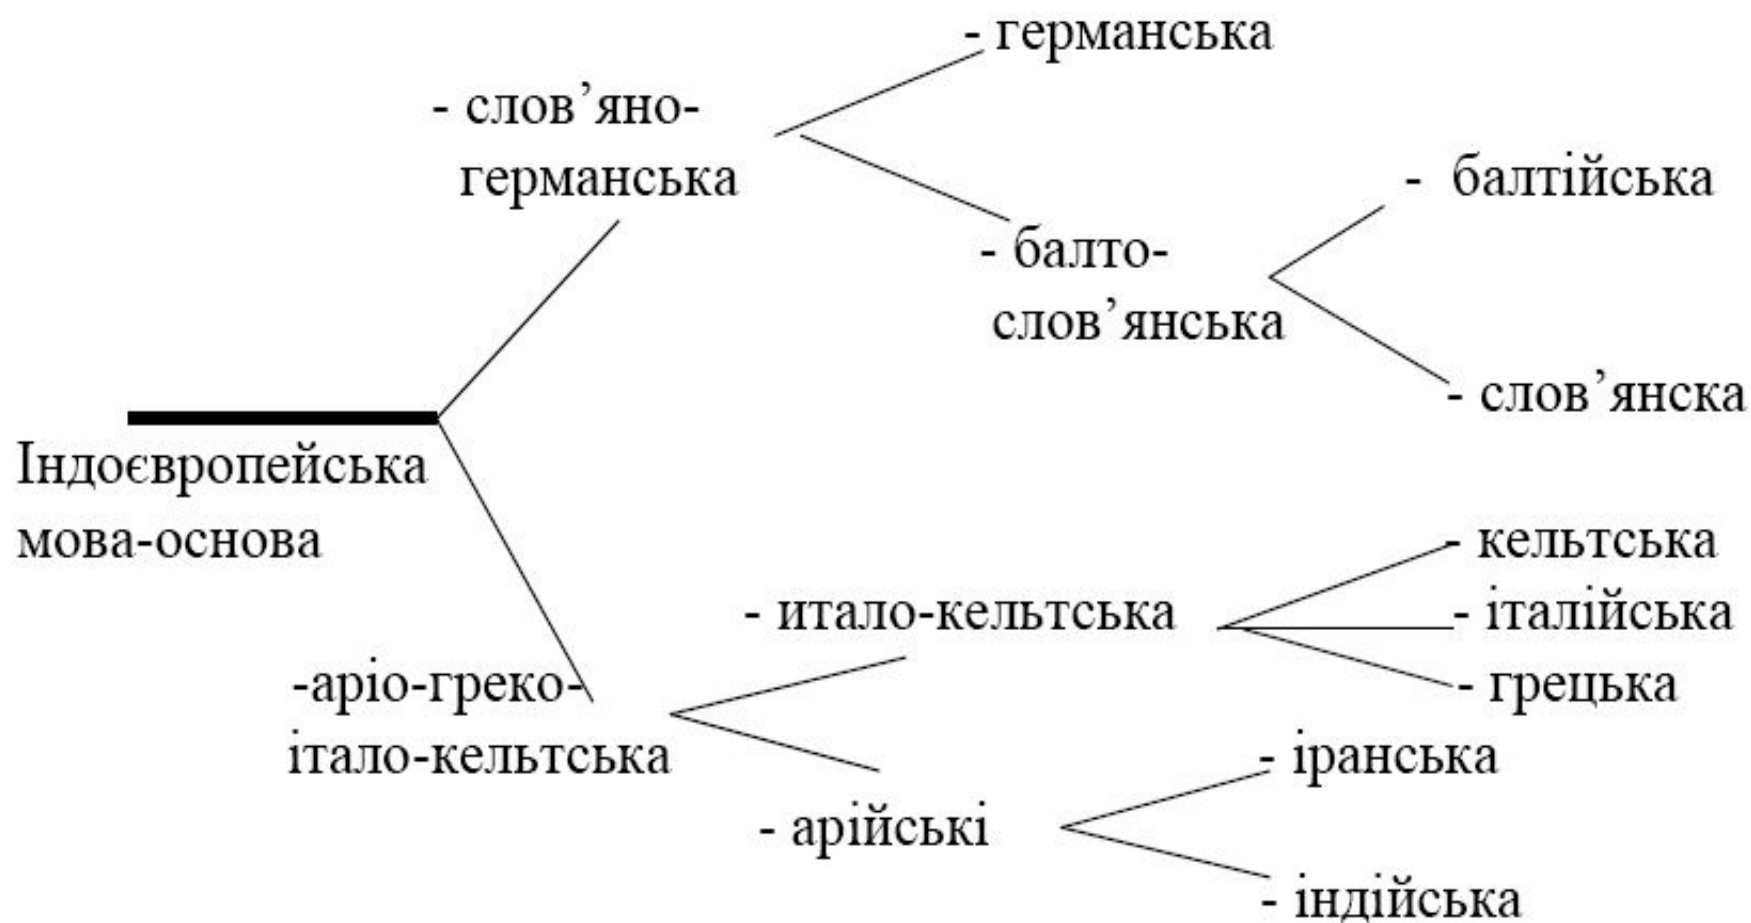 - германська
- слов’яно-
германська
- балтійська
- балто-
слов’янська
- слов’янска
Індоєвропейська
мова-основа
- кельтська
- итало-кельтська
- італійська
-аріо-греко-
італо-кельтська
- грецька
- іранська
- арійські
- індійська